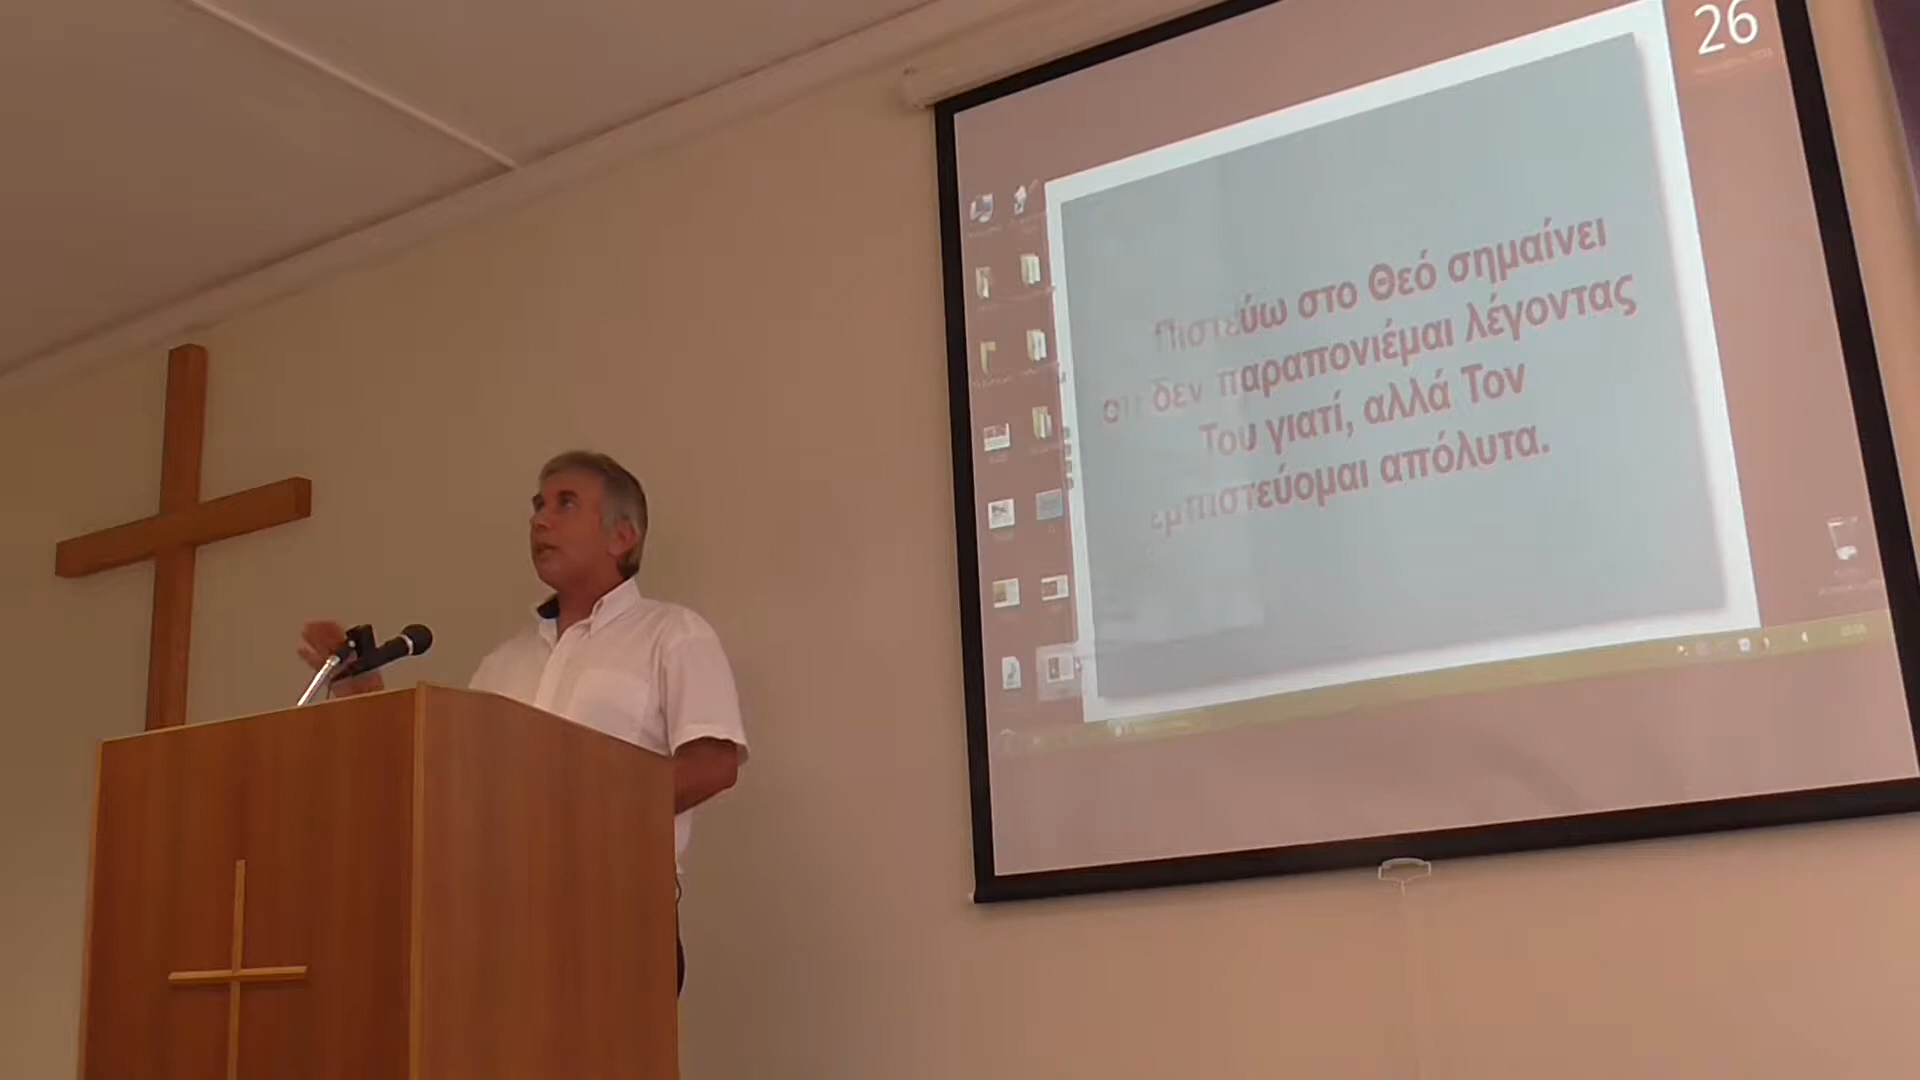 26
Πιστεύω στο Θεό σημαίνει
ότι δεν παραπονιέμαι λέγοντας
Του γιατί, αλλά Τον
εμπιστεύομαι απόλυτα.